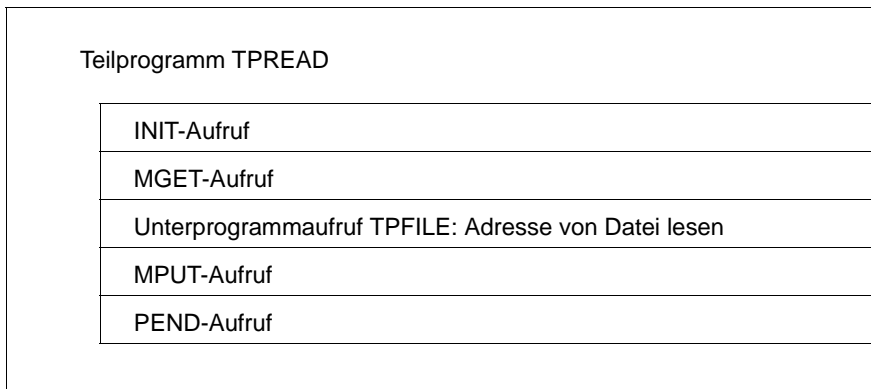 Teilprogramm TPREAD
INIT-Aufruf
MGET-Aufruf
Unterprogrammaufruf TPFILE: Adresse von Datei lesen
MPUT-Aufruf
PEND-Aufruf